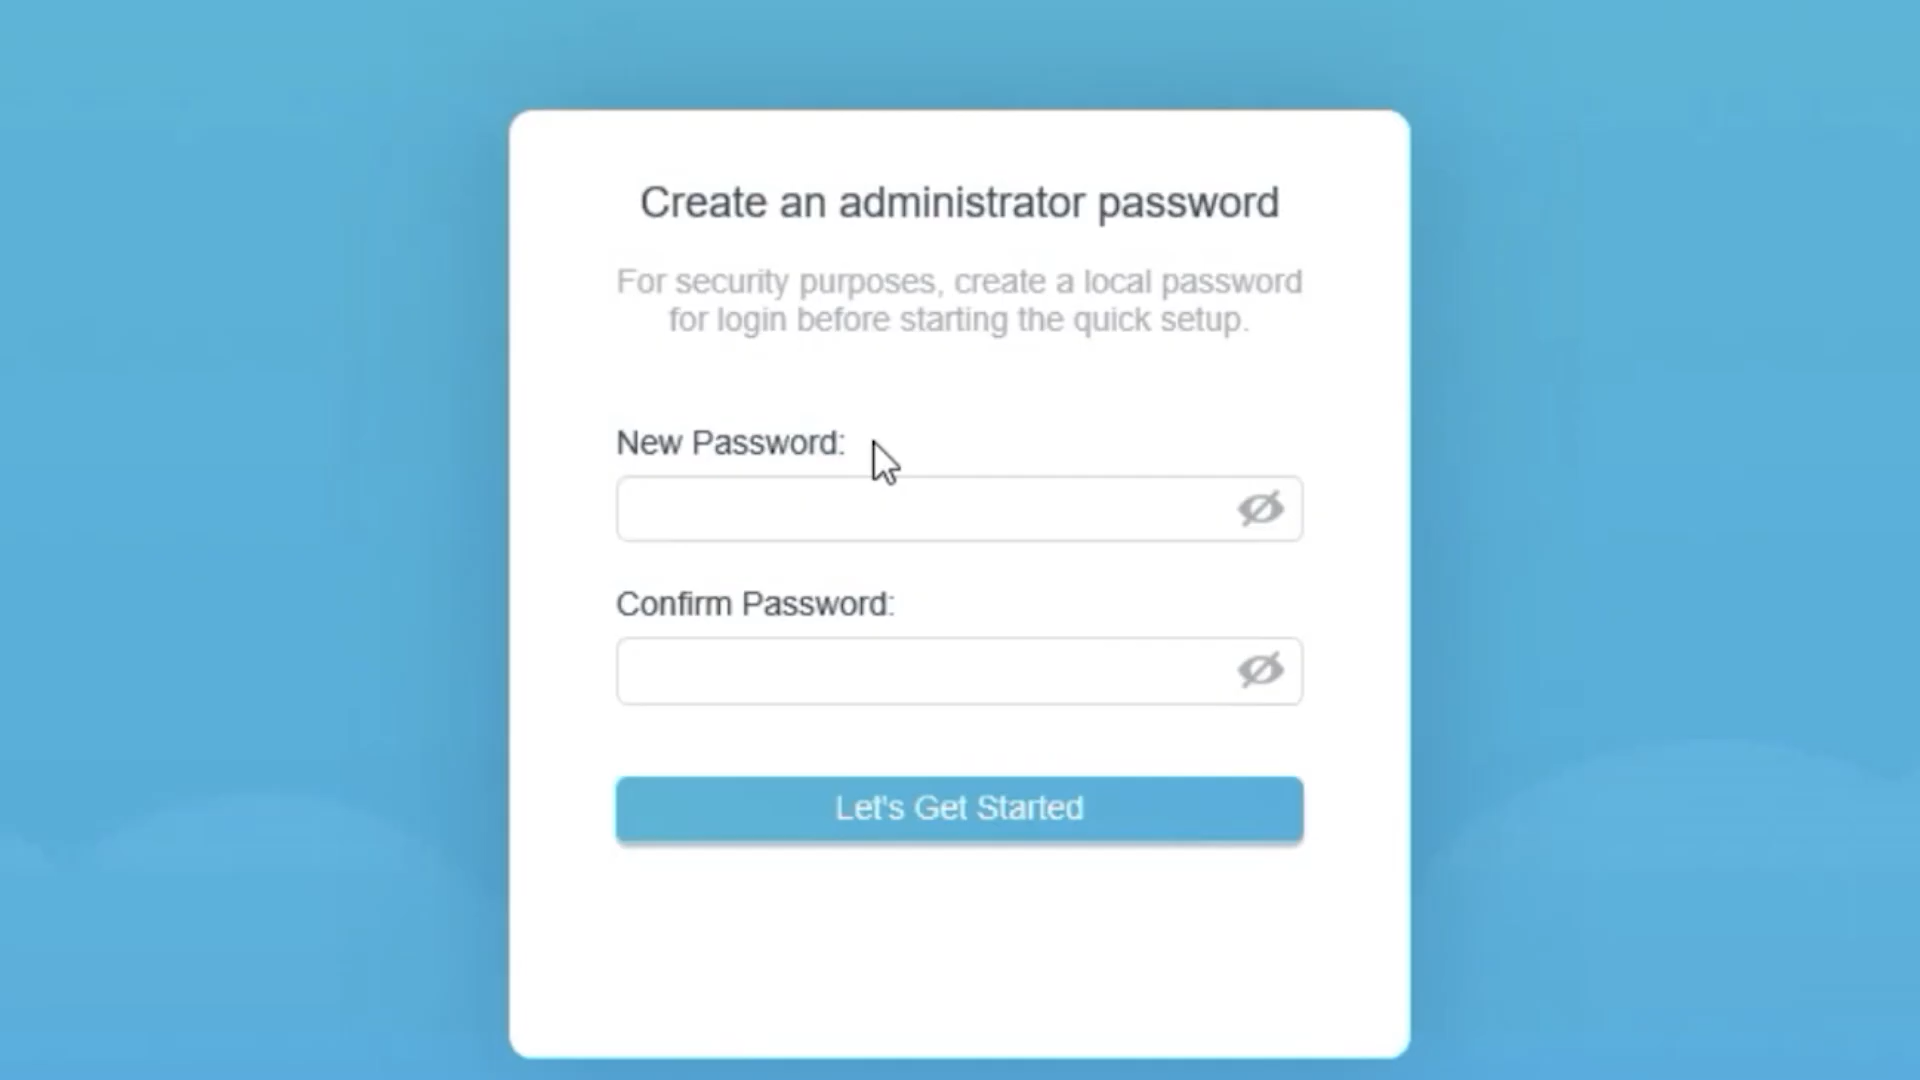 Create an administrator password
For security purposes, create a local password
for login before starting the quick setup.
New Password:
Confirm Password:
Let's Get Started